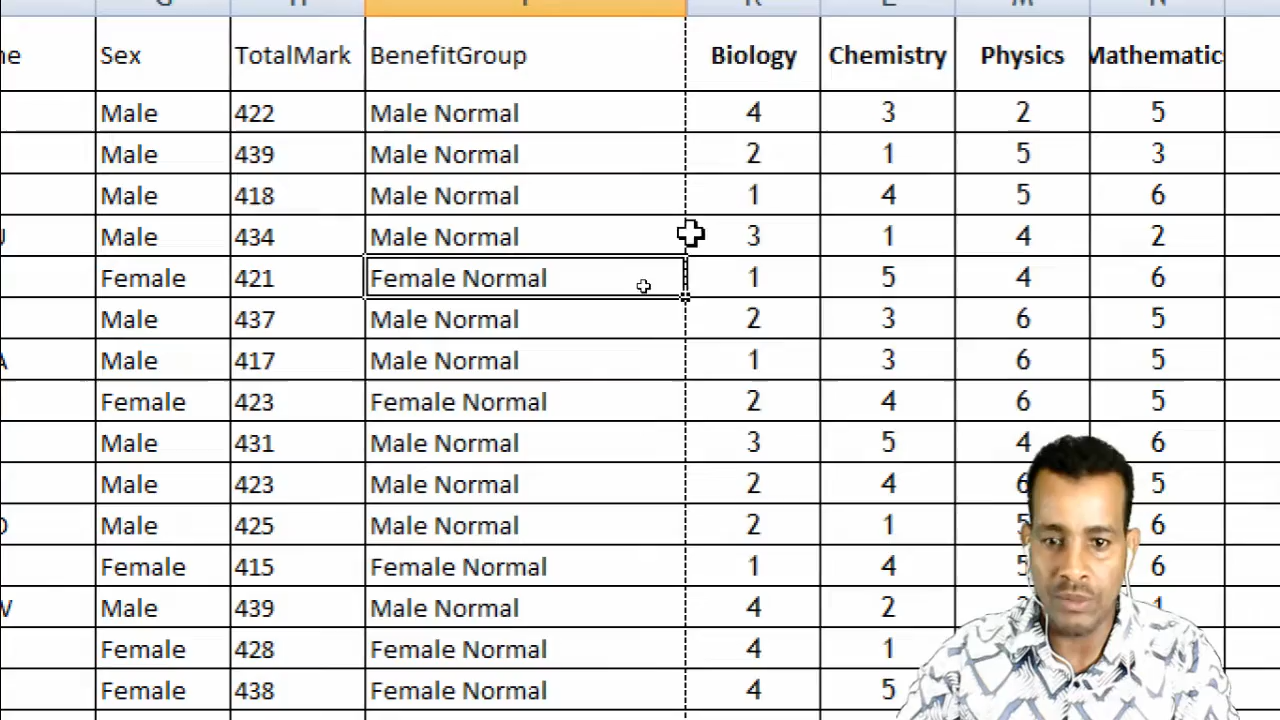 ne Sex TotalMark BenefitGroup Biology Chemistry Physics Mathematic
Male 422 Male Normal 4 3 2 5
Male 439 Male Normal 2 1 5 3
Male 418 Male Normal 1 4 5 6
U Male 434 Male Normal 3 1 4 2
Female 421 Female Normal 1 5 4 6
Male 437 Male Normal 2 3 6 5
A Male 417 Male Normal 1 3 6 5
Female 423 Female Normal 2 4 6 5
Male 431 Male Normal 3 5 4 6
Male 423 Male Normal 2 4 6 5
Male 425 Male Normal 2 1 5 6
Female 415 Female Normal 1 4 5 6
W Male 439 Male Normal 4 2
Female 428 Female Normal 4 1
Female 438 Female Normal 4 5